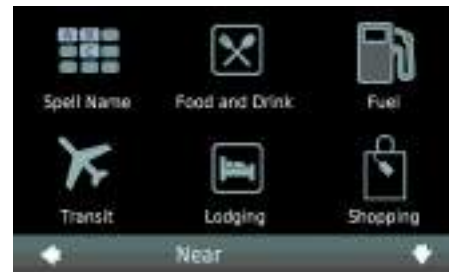 A B
C
Spell Name
Food and Drink
Fuel
Transit
Lodging
Shopping
Near